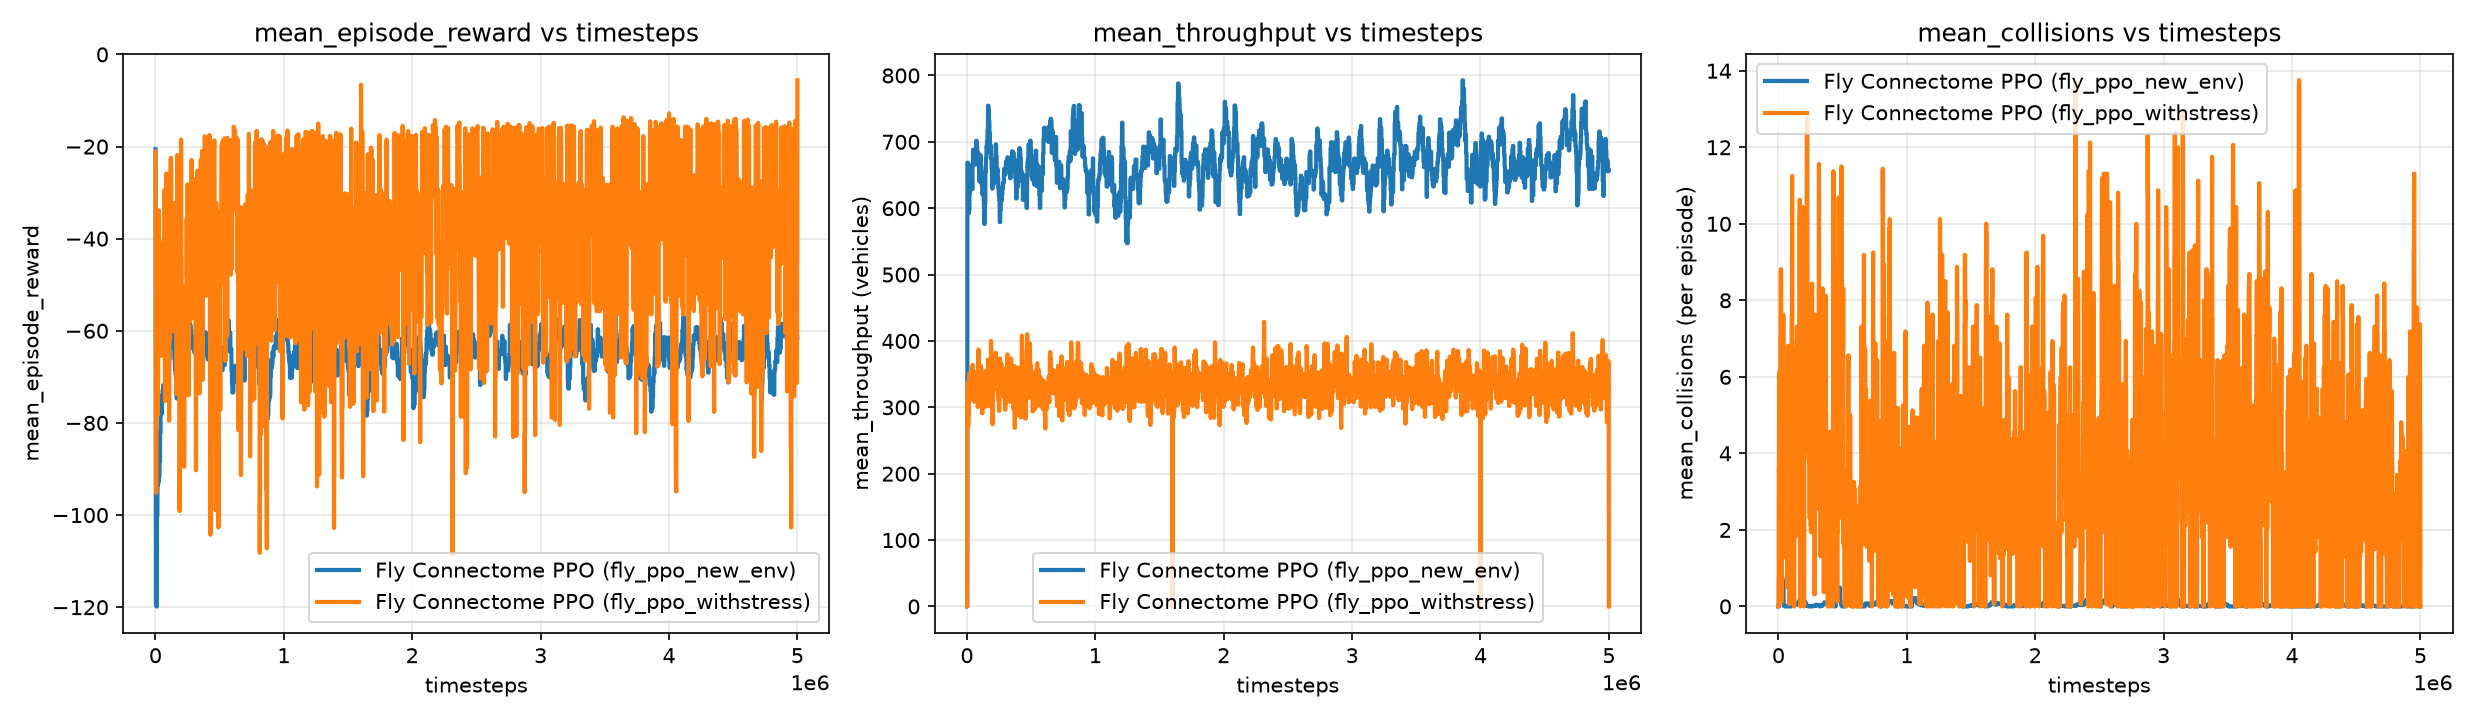 mean_episode_reward vs timesteps
0
−20
−40
−60
−80
−100
−120
mean_episode_reward
Fly Connectome PPO (fly_ppo_new_env)
Fly Connectome PPO (fly_ppo_withstress)
0 1 2 3 4 5
timesteps
1e6
mean_throughput vs timesteps
800
700
600
500
400
300
200
100
0
mean_throughput (vehicles)
Fly Connectome PPO (fly_ppo_new_env)
Fly Connectome PPO (fly_ppo_withstress)
0 1 2 3 4 5
timesteps
1e6
mean_collisions vs timesteps
14
12
10
8
6
4
2
0
mean_collisions (per episode)
Fly Connectome PPO (fly_ppo_new_env)
Fly Connectome PPO (fly_ppo_withstress)
0 1 2 3 4 5
timesteps
1e6